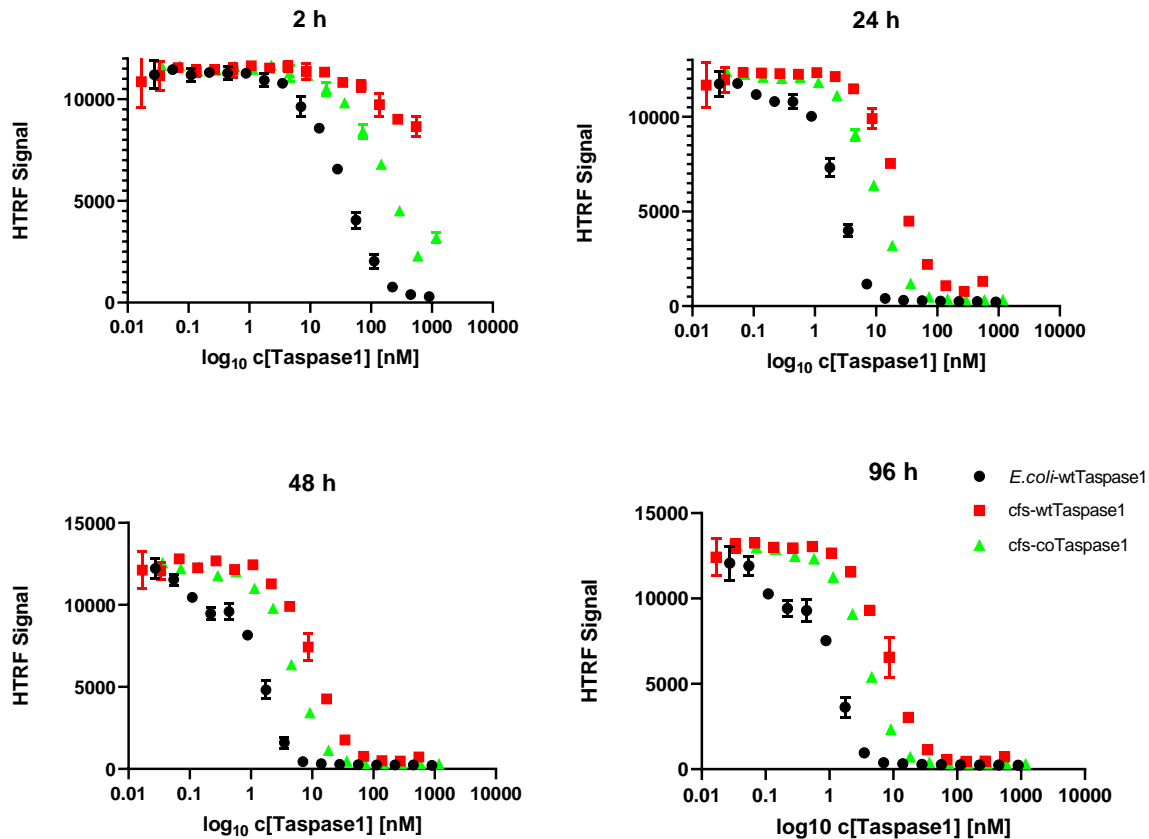 2 h
HTRF Signal
10000
5000
0
0.01 0.1 1 10 100 1000 10000
log₁₀ c[Taspase1] [nM]
24 h
HTRF Signal
10000
5000
0
0.01 0.1 1 10 100 1000 10000
log₁₀ c[Taspase1] [nM]
48 h
HTRF Signal
15000
10000
5000
0
0.01 0.1 1 10 100 1000 10000
log₁₀ c[Taspase1] [nM]
96 h
HTRF Signal
15000
10000
5000
0
0.01 0.1 1 10 100 1000 10000
log10 c[Taspase1] [nM]
E.coli-wtTaspase1
cfs-wtTaspase1
cfs-coTaspase1